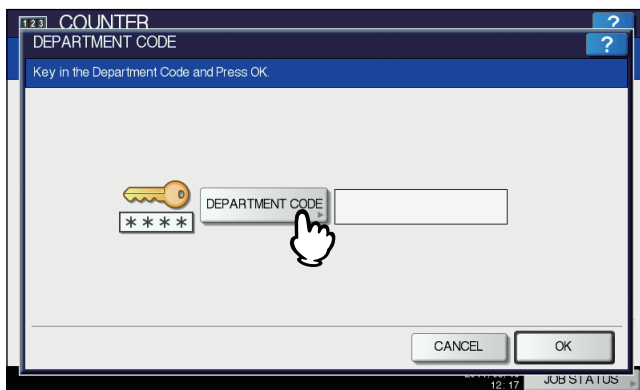 123 COUNTER ?
DEPARTMENT CODE ?
Key in the Department Code and Press OK.
DEPARTMENT CODE
****
CANCEL OK
12:17 JOB STATUS